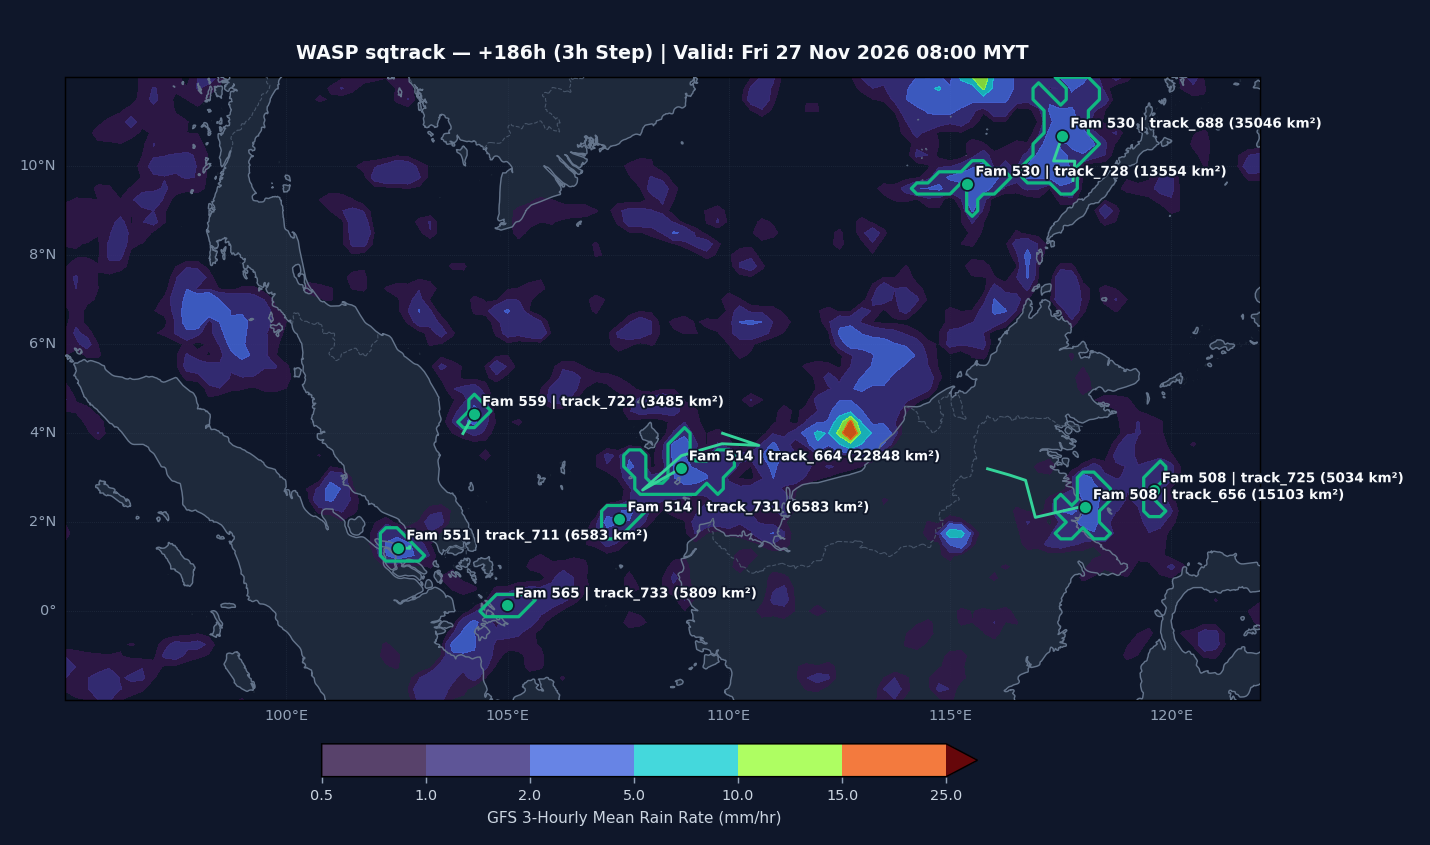 WASP sqtrack — +186h (3h Step) | Valid: Fri 27 Nov 2026 08:00 MYT
Fam 530 | track_688 (35046 km²)
10°N
Fam 530 | track_728 (13554 km²)
8°N
6°N
Fam 559 | track_722 (3485 km²)
4°N
Fam 514 | track_664 (22848 km²)
Fam 508 | track_725 (5034 km²)
Fam 508 | track_656 (15103 km²)
Fam 514 | track_731 (6583 km²)
2°N
Fam 551 | track_711 (6583 km²)
Fam 565 | track_733 (5809 km²)
0°
100°E 105°E 110°E 115°E 120°E
0.5 1.0 2.0 5.0 10.0 15.0 25.0
GFS 3-Hourly Mean Rain Rate (mm/hr)